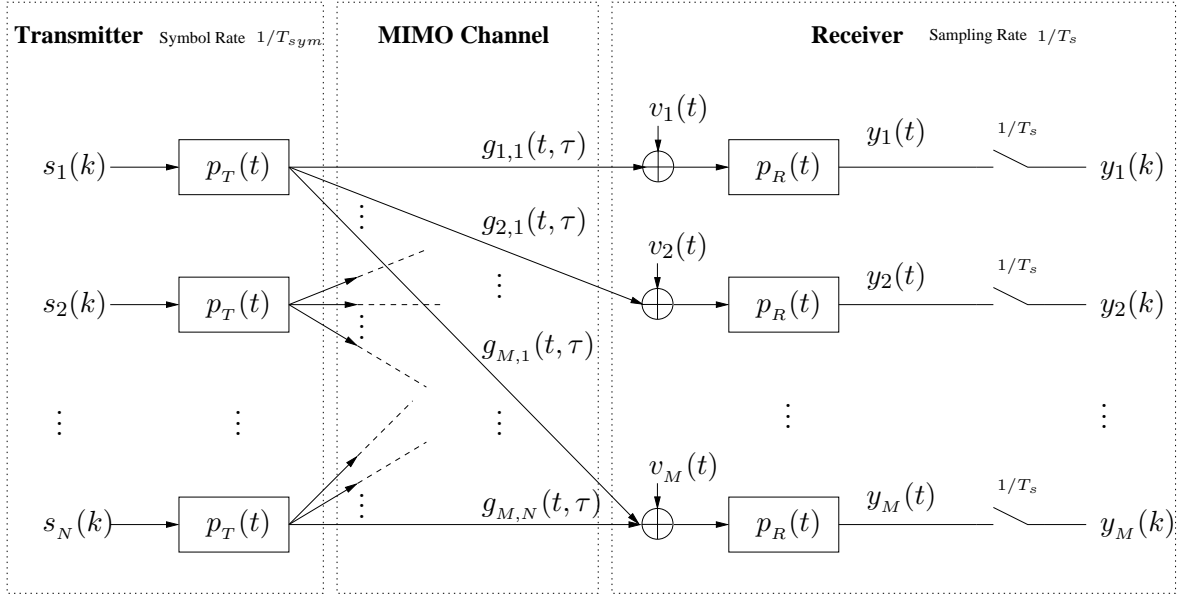 Transmitter Symbol Rate 1/T_{sym} MIMO Channel Receiver Sampling Rate 1/T_s
v_1(t)
s_1(k) p_T(t) g_{1,1}(t, τ) p_R(t) y_1(t) 1/T_s y_1(k)
g_{2,1}(t, τ)
v_2(t)
s_2(k) p_T(t) p_R(t) y_2(t) 1/T_s y_2(k)
g_{M,1}(t, τ)
v_M(t)
s_N(k) p_T(t) g_{M,N}(t, τ) p_R(t) y_M(t) 1/T_s y_M(k)